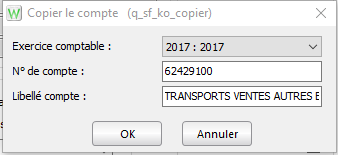 Copier le compte (q_sf_ko_copier)
Exercice comptable : 2017 : 2017
N° de compte : 62429100
Libellé compte : TRANSPORTS VENTES AUTRES
OK Annuler